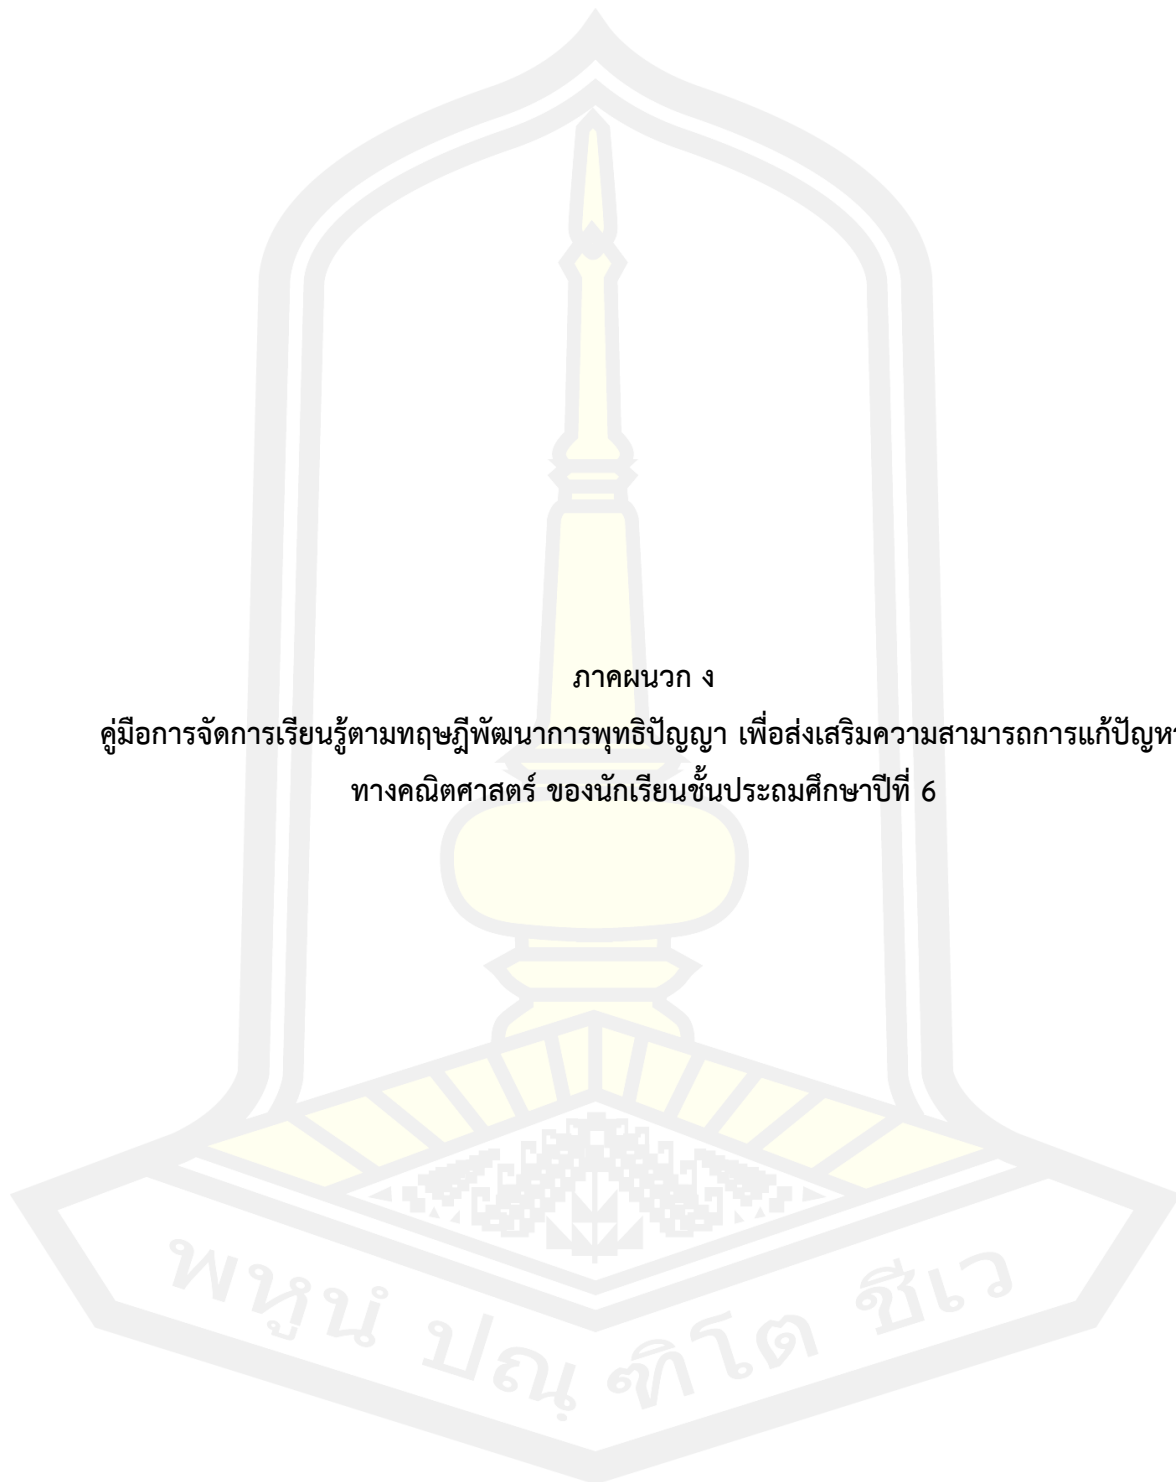 ภาคผนวก ง
คู่มือการจัดการเรียนรู้ตามทฤษฎีพัฒนาการพุทธิปัญญา เพื่อส่งเสริมความสามารถการแก้ปัญหา
ทางคณิตศาสตร์ ของนักเรียนชั้นประถมศึกษาปีที่ 6
พหูนํ ปณฺฑิโต ชีเว